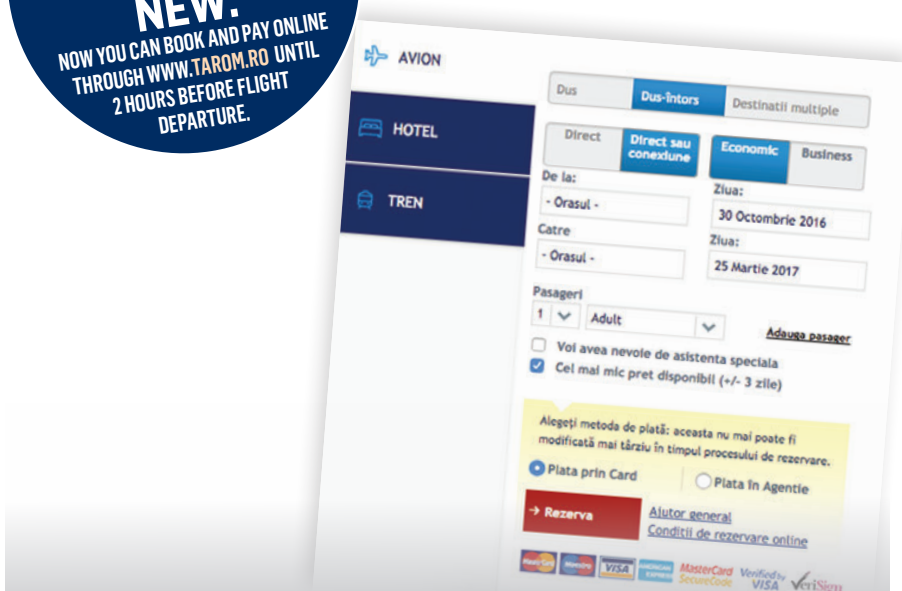 NEW.
NOW YOU CAN BOOK AND PAY ONLINE
THROUGH WWW.TAROM.RO UNTIL
2 HOURS BEFORE FLIGHT
DEPARTURE.
AVION
HOTEL
TREN
Dus Dus-întors Destinatii multiple
Direct Direct sau conexiune Economic Business
De la: Ziua:
- Orasul - 30 Octombrie 2016
Catre Ziua:
- Orasul - 25 Martie 2017
Pasageri
1 Adult Adauga pasager
Voi avea nevoie de asistenta speciala
Cel mai mic pret disponibil (+/- 3 zile)
Alegeți metoda de plată: aceasta nu mai poate fi
modificată mai târziu în timpul procesului de rezervare.
Plata prin Card Plata în Agentie
→ Rezerva Ajutor general
Conditii de rezervare online
MasterCard Maestro VISA AMERICAN EXPRESS MasterCard SecureCode Verified by VISA VeriSign